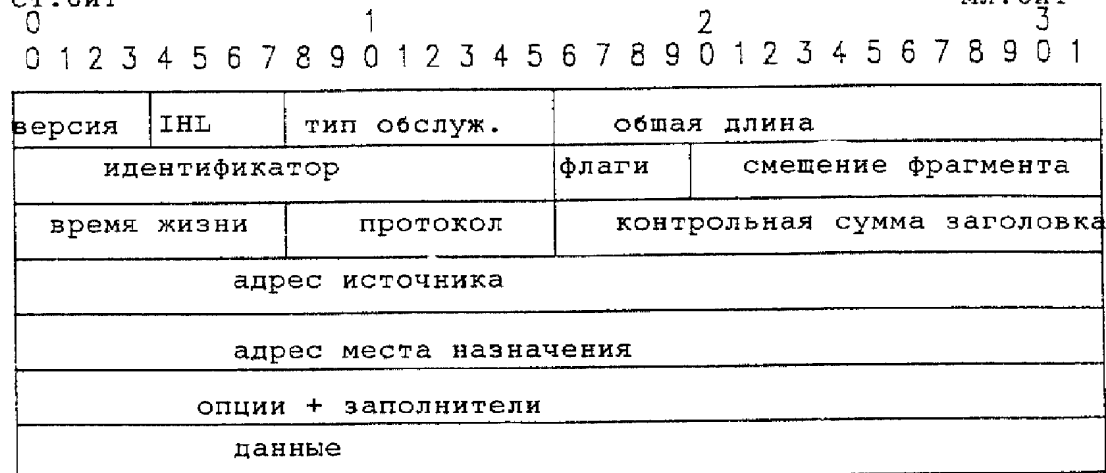 0 1 2 3
0 1 2 3 4 5 6 7 8 9 0 1 2 3 4 5 6 7 8 9 0 1 2 3 4 5 6 7 8 9 0 1
версия IHL тип обслуж. общая длина
идентификатор флаги смещение фрагмента
время жизни протокол контрольная сумма заголовка
адрес источника
адрес места назначения
опции + заполнители
данные